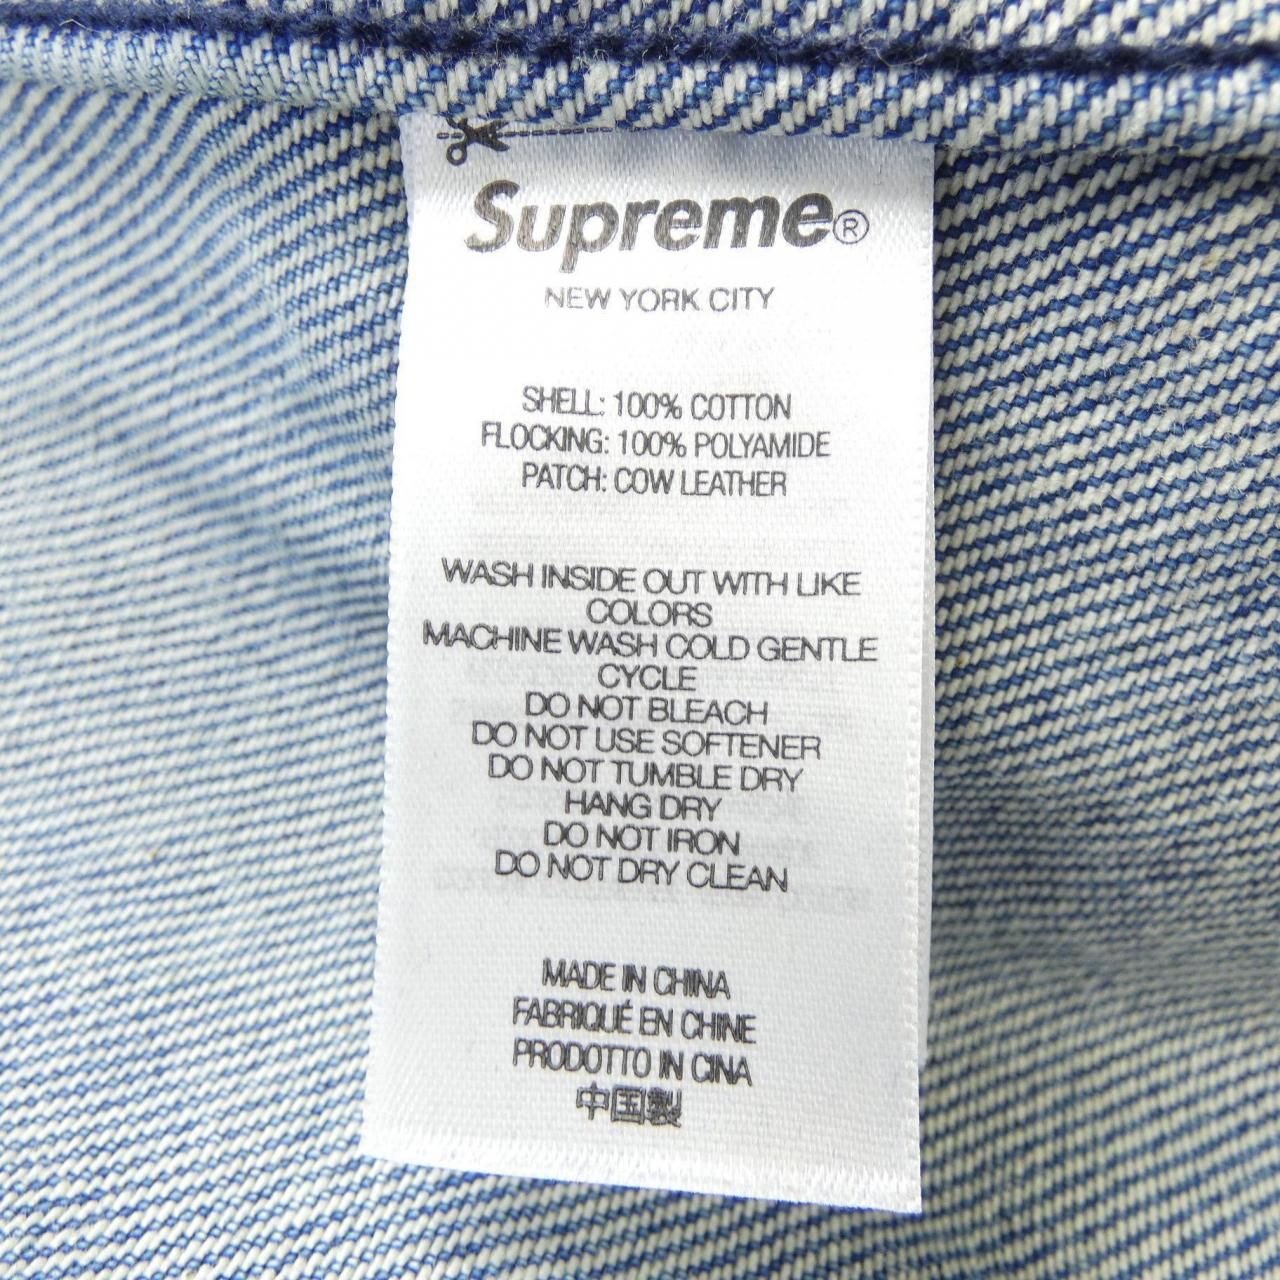 Supreme®
NEW YORK CITY
SHELL: 100% COTTON
FLOCKING: 100% POLYAMIDE
PATCH: COW LEATHER
WASH INSIDE OUT WITH LIKE
COLORS
MACHINE WASH COLD GENTLE
CYCLE
DO NOT BLEACH
DO NOT USE SOFTENER
DO NOT TUMBLE DRY
HANG DRY
DO NOT IRON
DO NOT DRY CLEAN
MADE IN CHINA
FABRIQUÉ EN CHINE
PRODOTTO IN CINA
中国製